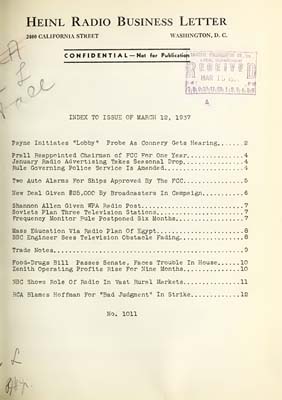 HEINL RADIO BUSINESS LETTER
2400 CALIFORNIA STREET WASHINGTON, D. C.
CONFIDENTIAL—Not for Publication
RECEIVED
MAR 15
INDEX TO ISSUE OF MARCH 12, 1937
Payne Initiates "Lobby" Probe As Connery Gets Hearing......2
Prall Reappointed Chairman of FCC For One Year.............4
January Radio Advertising Takes Seasonal Drop..............4
Rule Governing Police Service Is Amended...................4
Two Auto Alarms For Ships Approved By The FCC..............5
New Deal Given $25,000 By Broadcasters In Campaign.........6
Shannon Allen Given WPA Radio Post.........................7
Soviets Plan Three Television Stations.....................7
Frequency Monitor Rule Postponed Six Months................7
Mass Education Via Radio Plan Of Egypt.....................8
BBC Engineer Sees Television Obstacle Fading...............8
Trade Notes................................................9
Food-Drugs Bill Passes Senate, Faces Trouble In House.....10
Zenith Operating Profits Rise For Nine Months.............10
NBC Shows Role Of Radio In Vast Rural Markets.............11
RCA Blames Hoffman For "Bad Judgment" In Strike...........12
No. 1011